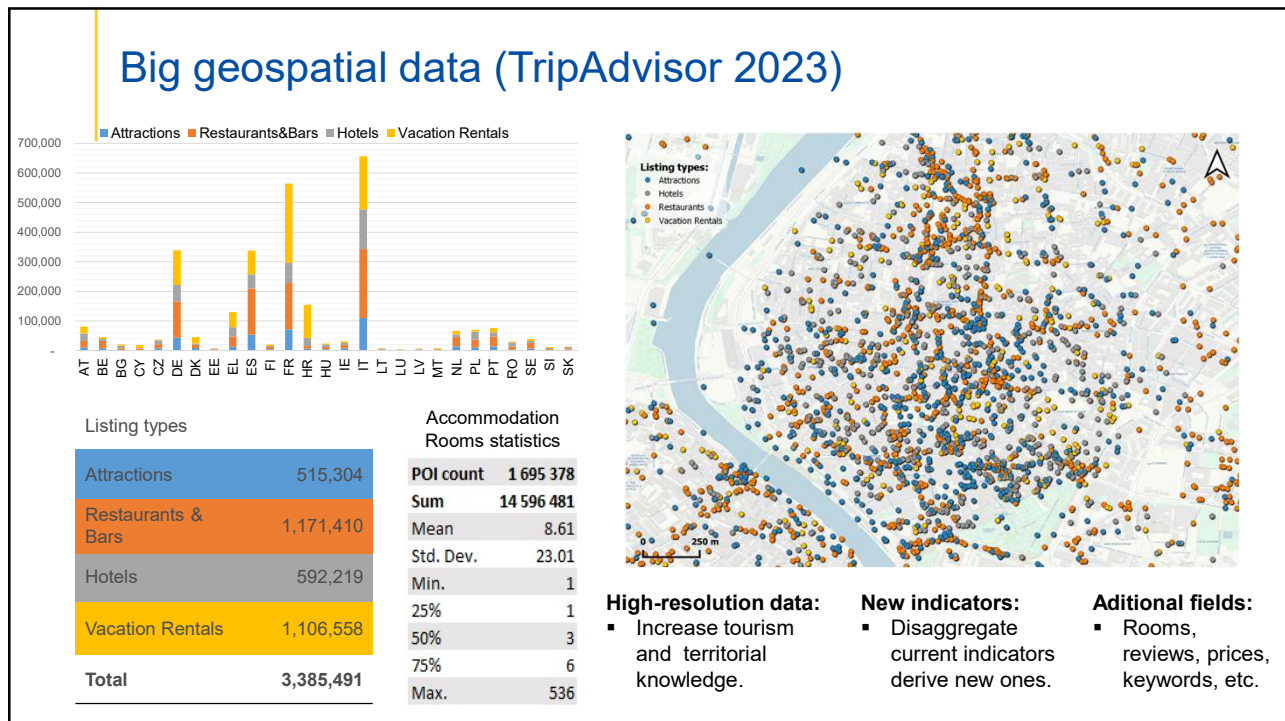 Big geospatial data (TripAdvisor 2023)
Attractions Restaurants&Bars Hotels Vacation Rentals
700,000
600,000
500,000
400,000
300,000
200,000
100,000
-
AT BE BG CY CZ DE DK EE EL ES FI FR HR HU IE IT LT LU LV MT NL PL PT RO SE SI SK
Listing types
Attractions 515,304
Restaurants &
Bars 1,171,410
Hotels 592,219
Vacation Rentals 1,106,558
Total 3,385,491
Accommodation
Rooms statistics
POI count 1 695 378
Sum 14 596 481
Mean 8.61
Std. Dev. 23.01
Min. 1
25% 1
50% 3
75% 6
Max. 536
Listing types:
Attractions
Hotels
Restaurants
Vacation Rentals
0 250 m
High-resolution data:
▪ Increase tourism
and territorial
knowledge.
New indicators:
▪ Disaggregate
current indicators
derive new ones.
Aditional fields:
▪ Rooms,
reviews, prices,
keywords, etc.